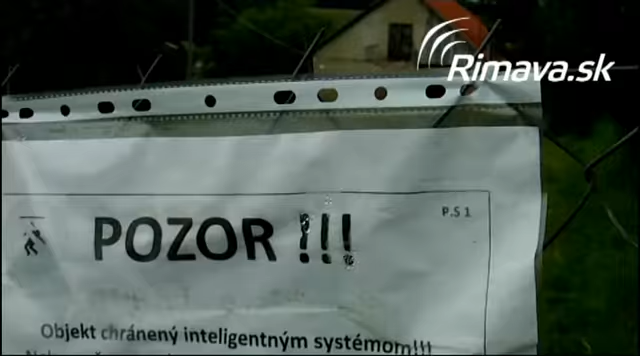 Rimava.sk
P.S 1
POZOR !!!
Objekt chránený inteligentným systémom!!!